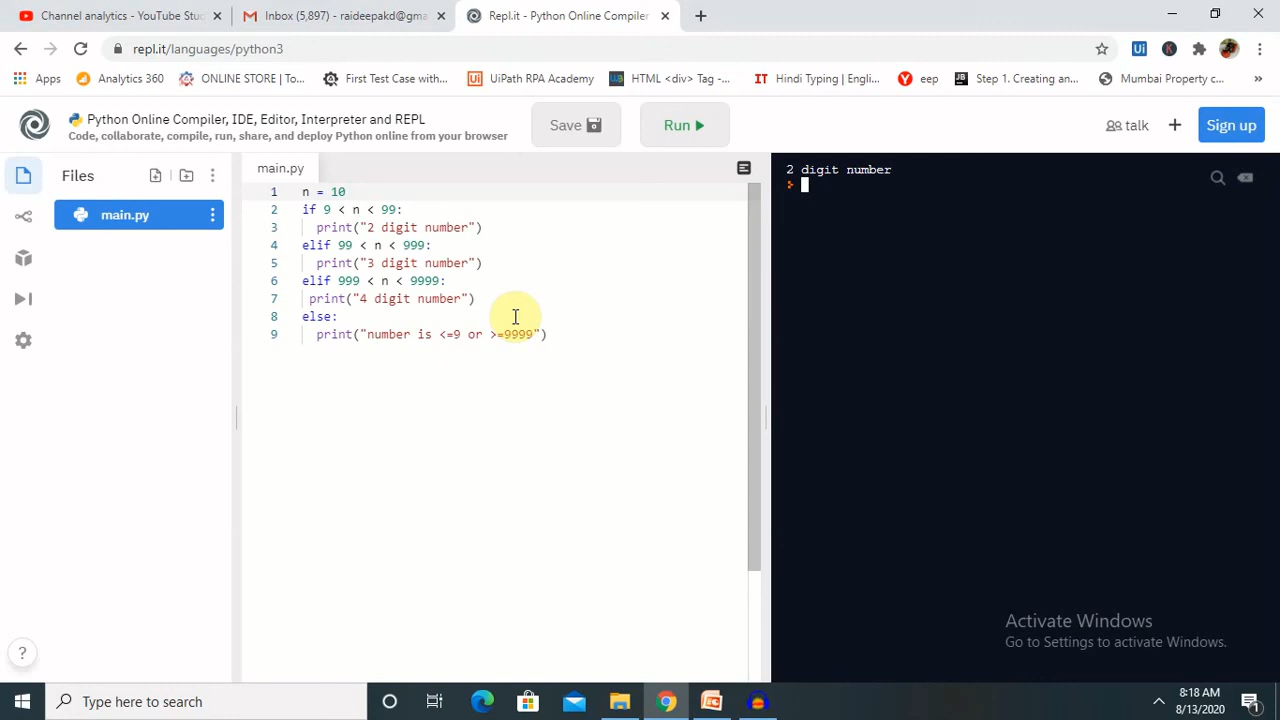 Channel analytics - YouTube Stu
Inbox (5,897) - raideepakd@gma
Repl.it - Python Online Compiler
repl.it/languages/python3
Apps
Analytics 360
ONLINE STORE | To...
First Test Case with...
UiPath RPA Academy
HTML <div> Tag -...
Hindi Typing | Engli...
eep
Step 1. Creating an...
Mumbai Property c...
Python Online Compiler, IDE, Editor, Interpreter and REPL
Code, collaborate, compile, run, share, and deploy Python online from your browser
Save
Run
talk
Sign up
Files
main.py
main.py
1 n = 10
2 if 9 < n < 99:
3 print("2 digit number")
4 elif 99 < n < 999:
5 print("3 digit number")
6 elif 999 < n < 9999:
7 print("4 digit number")
8 else:
9 print("number is <=9 or >=9999")
2 digit number
Activate Windows
Go to Settings to activate Windows.
Type here to search
8:18 AM
8/13/2020